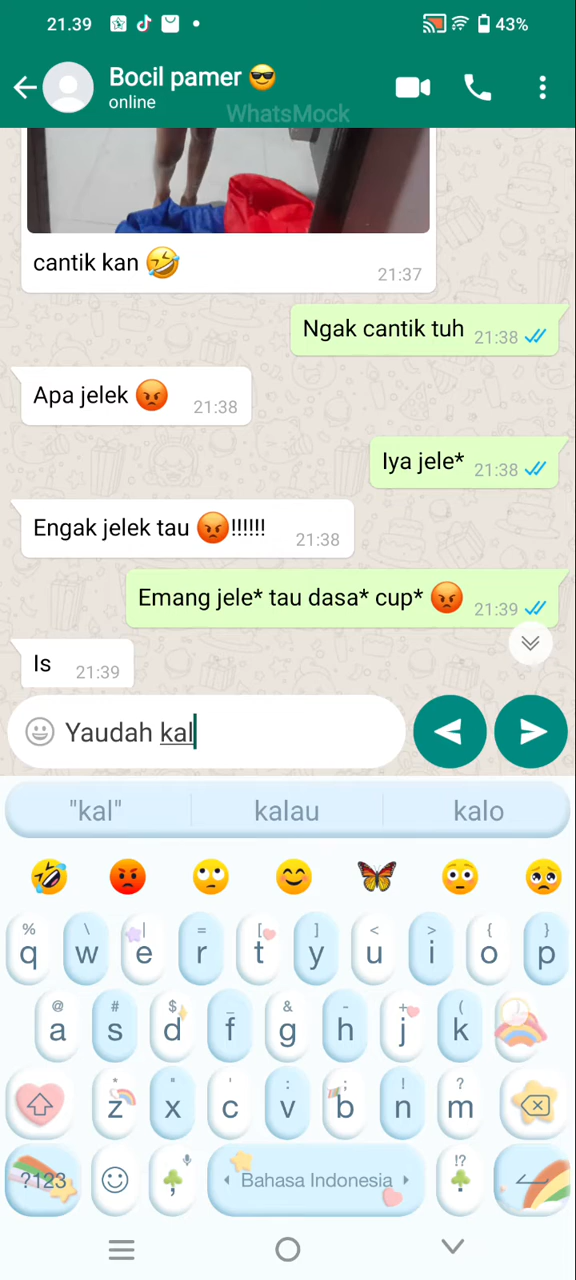 21.39
43%
Bocil pamer 😎
online
WhatsMock
cantik kan 🤣
21:37
Ngak cantik tuh 21:38
Apa jelek 😡 21:38
Iya jele* 21:38
Engak jelek tau 😡!!!!!! 21:38
Emang jele* tau dasa* cup* 😡 21:39
Is 21:39
Yaudah kal
"kal" kalau kalo
% \ | = [ ] < > { }
q w e r t y u i o p
@ # $ _ & - + (
a s d f g h j k
* " ' : ; ! ?
z x c v b n m
?123 , Bahasa Indonesia !? .